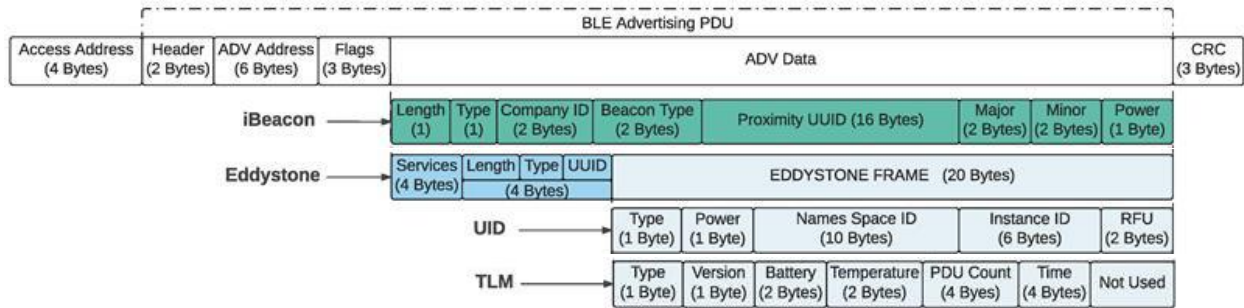 BLE Advertising PDU
Access Address Header ADV Address Flags ADV Data CRC
(4 Bytes) (2 Bytes) (6 Bytes) (3 Bytes) (3 Bytes)
iBeacon Length Type Company ID Beacon Type Proximity UUID (16 Bytes) Major Minor Power
(1) (1) (2 Bytes) (2 Bytes) (2 Bytes) (2 Bytes) (1 Byte)
Eddystone Services Length Type UUID EDDYSTONE FRAME (20 Bytes)
(4 Bytes) (4 Bytes)
UID Type Power Names Space ID Instance ID RFU
(1 Byte) (1 Byte) (10 Bytes) (6 Bytes) (2 Bytes)
TLM Type Version Battery Temperature PDU Count Time Not Used
(1 Byte) (1 Byte) (2 Bytes) (2 Bytes) (4 Byes) (4 Bytes)